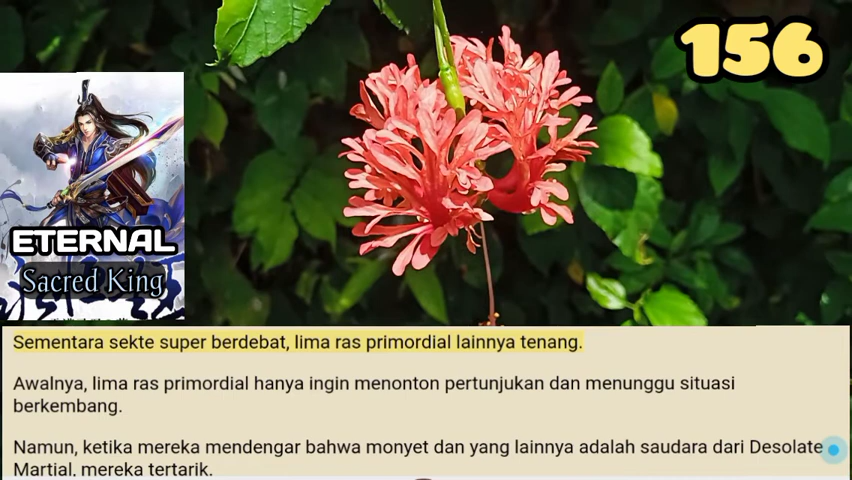 156
ETERNAL
Sacred King
Sementara sekte super berdebat, lima ras primordial lainnya tenang.
Awalnya, lima ras primordial hanya ingin menonton pertunjukan dan menunggu situasi
berkembang.
Namun, ketika mereka mendengar bahwa monyet dan yang lainnya adalah saudara dari Desolate
Martial, mereka tertarik.